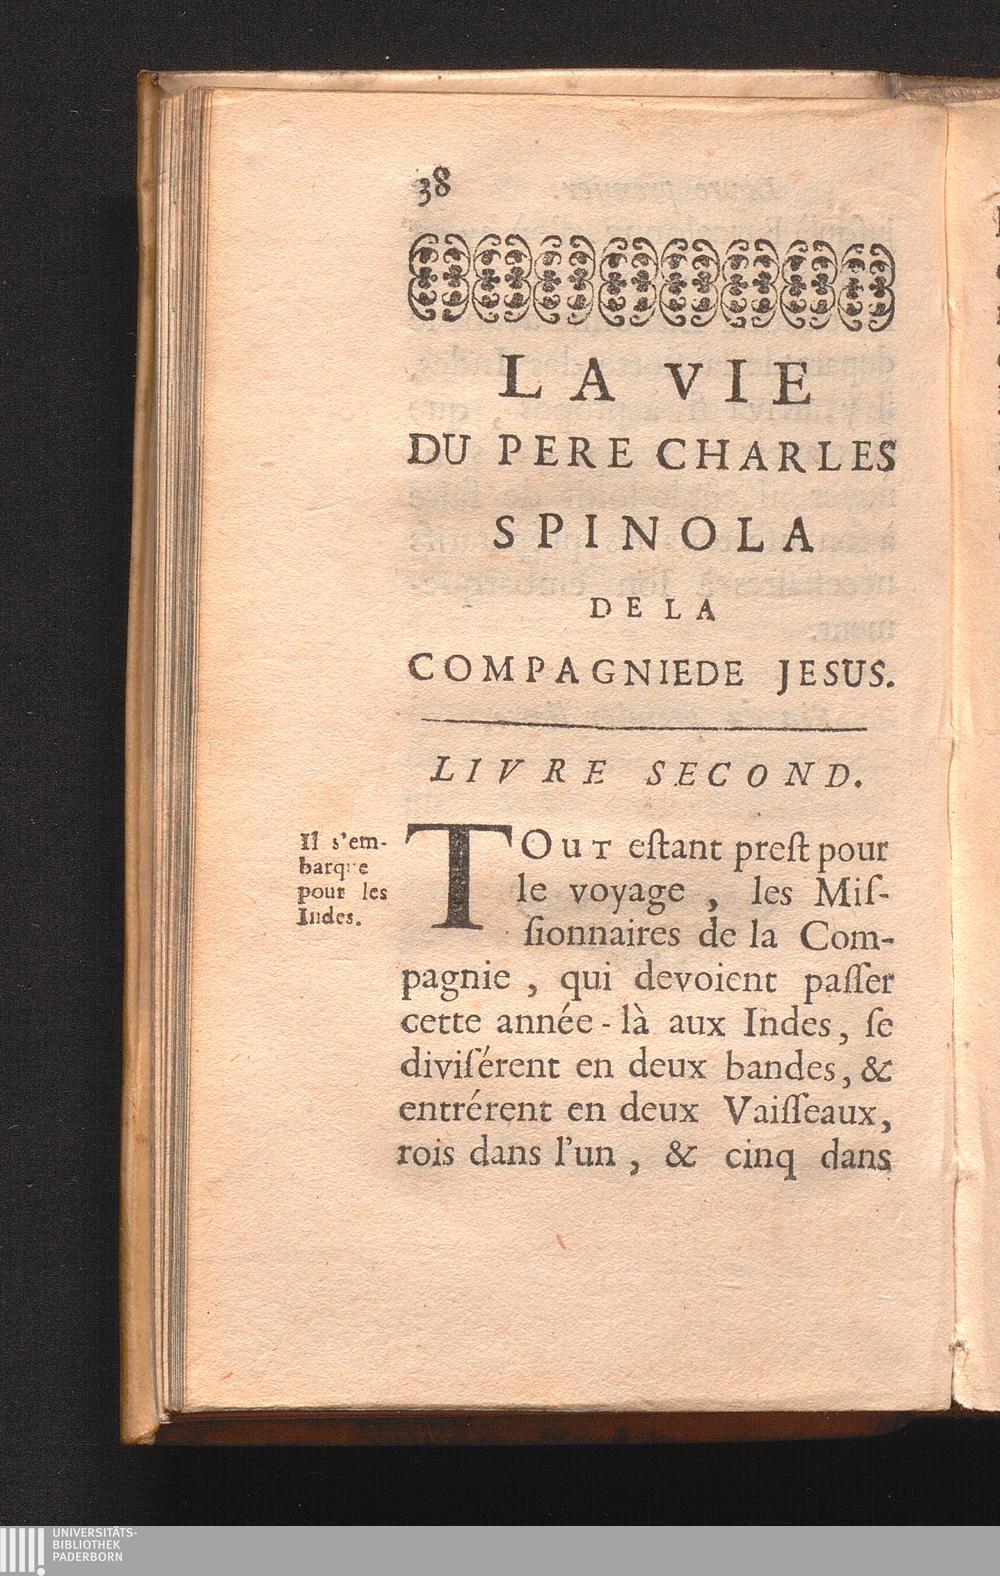 38
LA VIE
DU PERE CHARLES
SPINOLA
DE LA
COMPAGNIEDE JESUS.
LIVRE SECOND.
Il s'em-
barque
pour les
Indes.
TOuT eſtant preſt pour
le voyage, les Miſ-
ſionnaires de la Com-
pagnie, qui devoient paſſer
cette année-là aux Indes, ſe
diviſérent en deux bandes, &
entrérent en deux Vaiſſeaux,
rois dans l'un, & cinq dans
UNIVERSITÄTS-
BIBLIOTHEK
PADERBORN